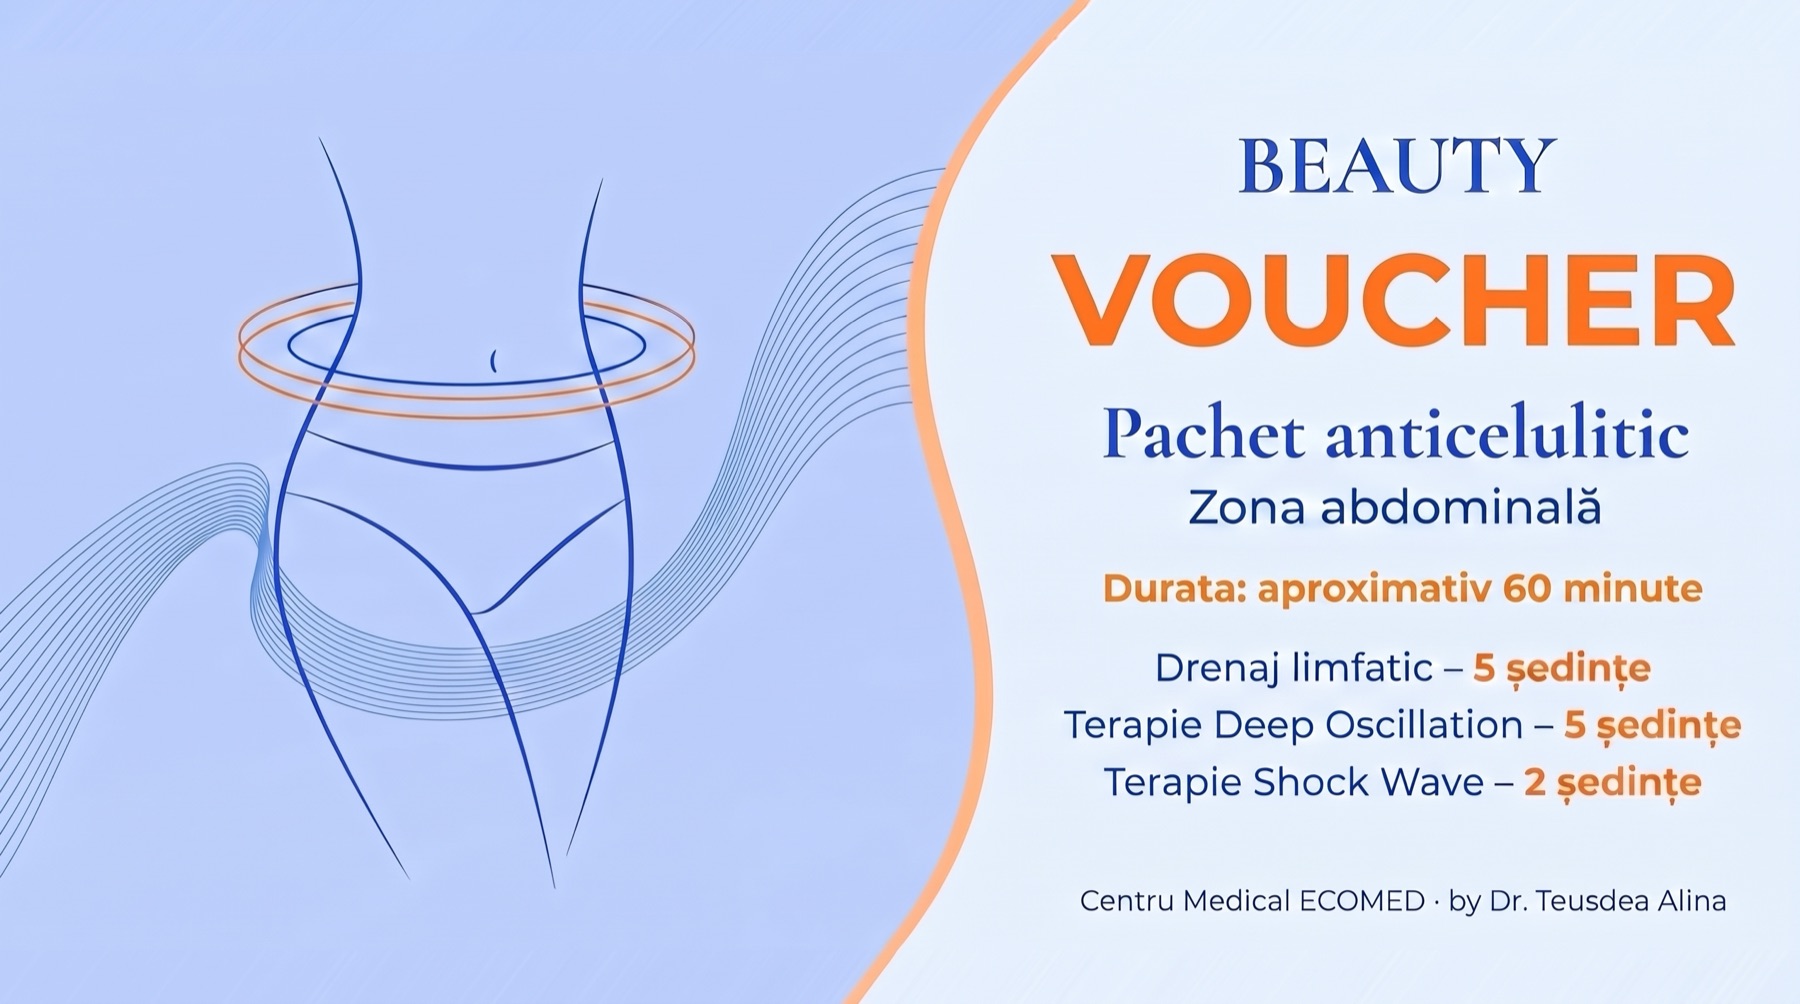 BEAUTY
VOUCHER
Pachet anticelulitic
Zona abdominală
Durata: aproximativ 60 minute
Drenaj limfatic – 5 ședințe
Terapie Deep Oscillation – 5 ședințe
Terapie Shock Wave – 2 ședințe
Centru Medical ECOMED · by Dr. Teusdea Alina